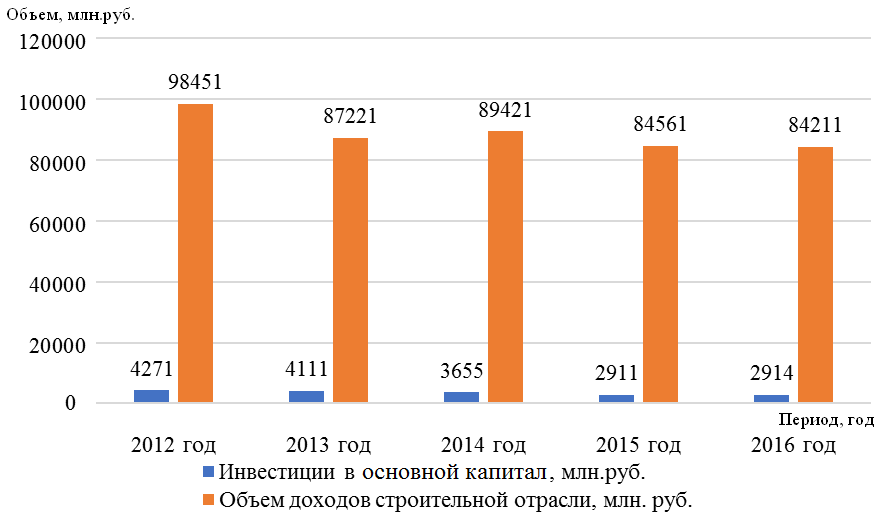 Объем, млн.руб.
120000
98451
100000
87221
89421
84561
84211
80000
60000
40000
20000
4271
4111
3655
2911
2914
0
Период, год
2012 год
2013 год
2014 год
2015 год
2016 год
Инвестиции в основной капитал, млн.руб.
Объем доходов строительной отрасли, млн. руб.